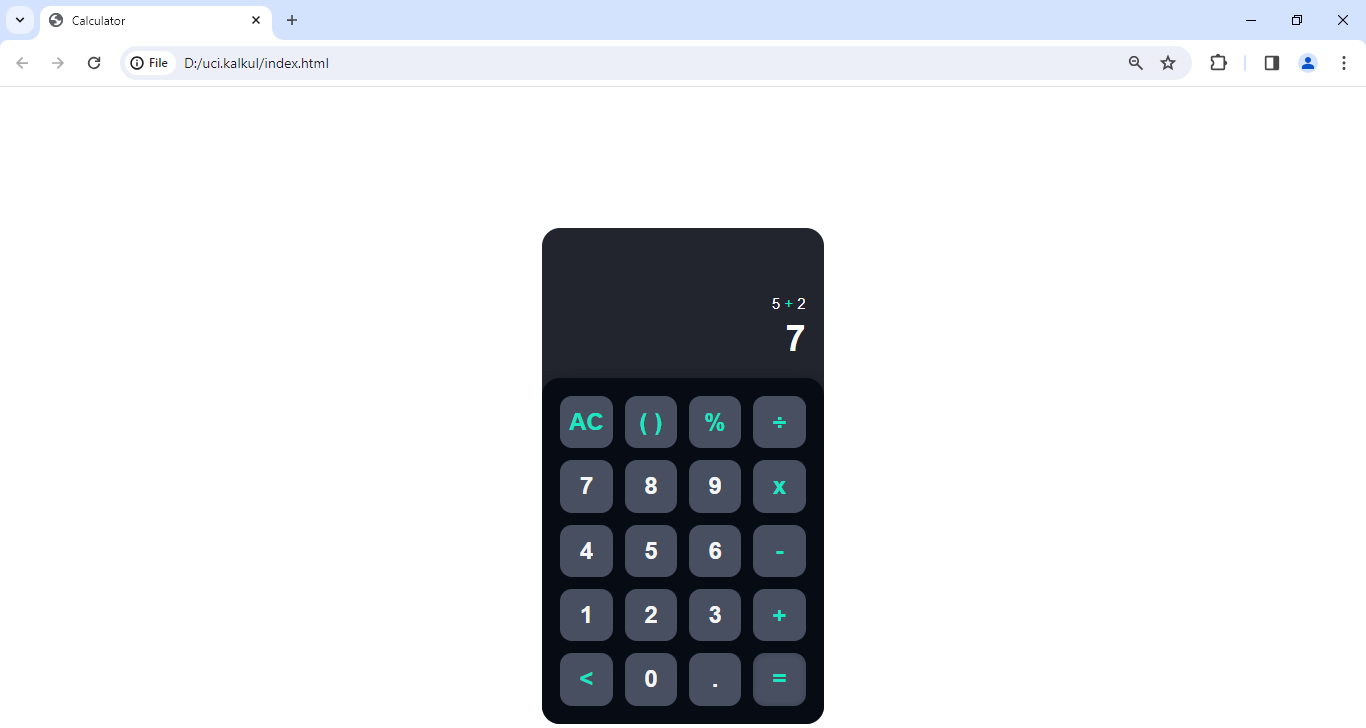 Calculator
File D:/uci.kalkul/index.html
5 + 2
7
AC ( ) % ÷
7 8 9 x
4 5 6 -
1 2 3 +
< 0 . =